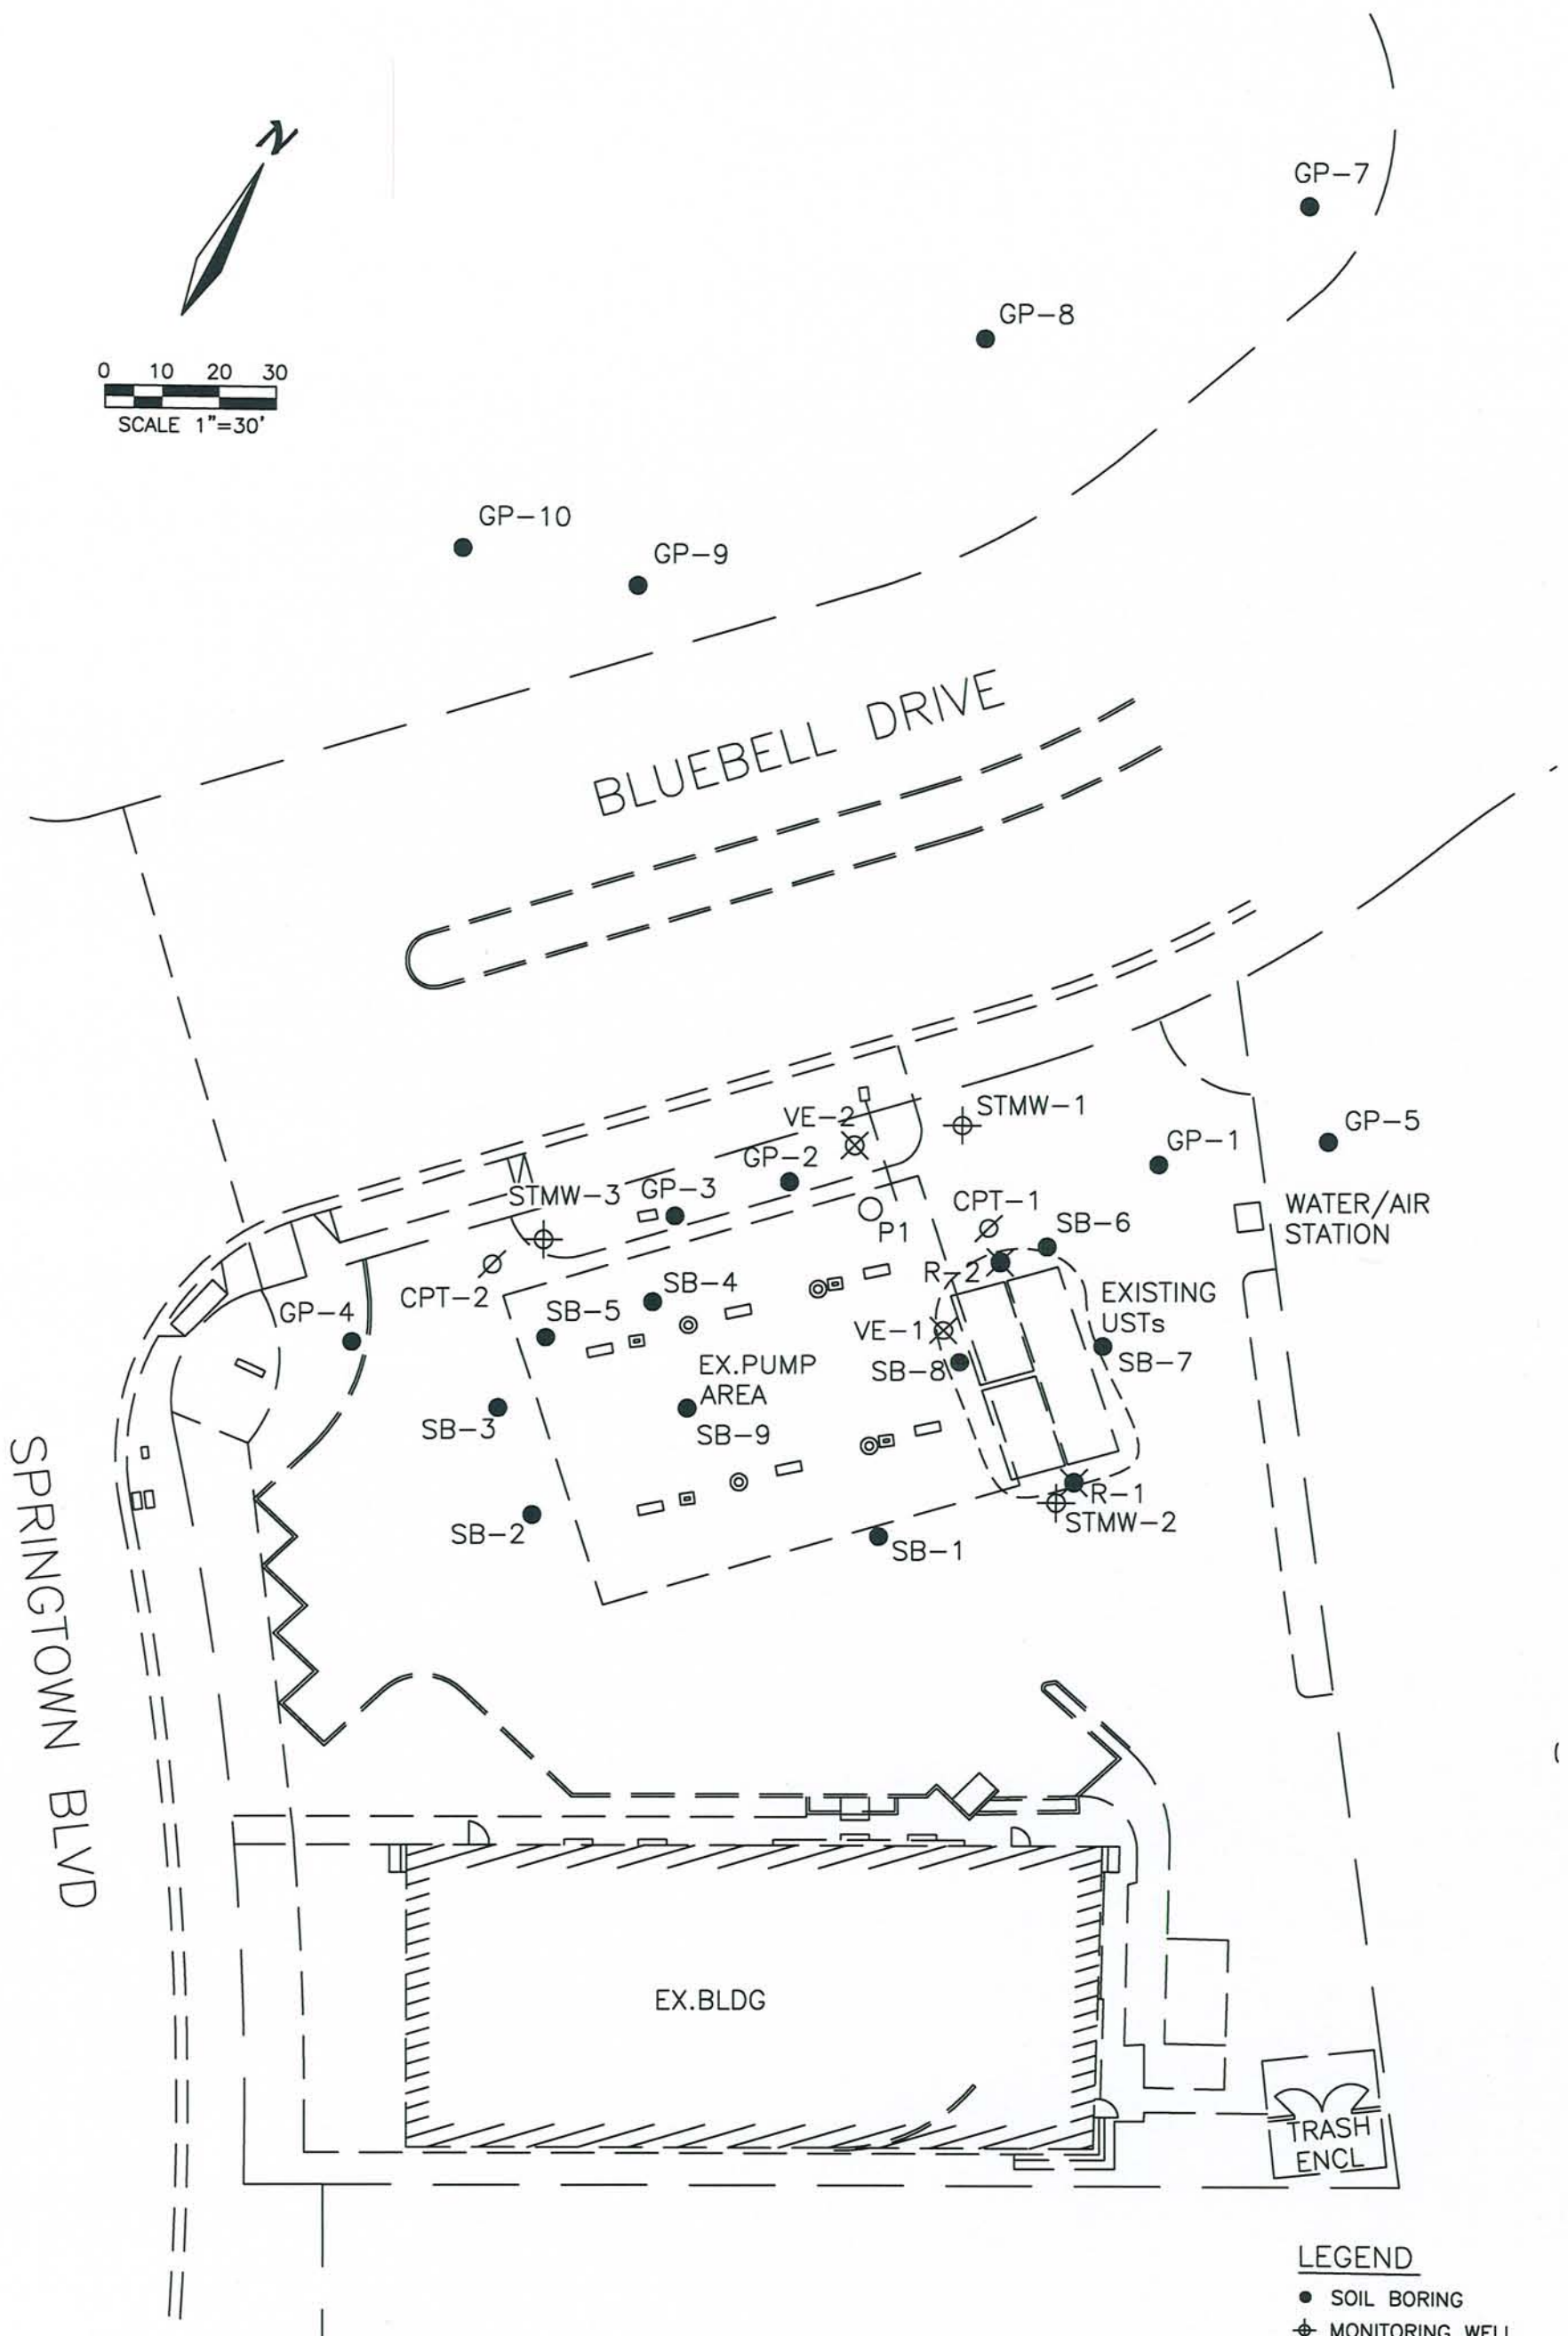 N
GP-7
GP-8
0 10 20 30
SCALE 1"=30'
GP-10
GP-9
BLUEBELL DRIVE
VE-2
STMW-1
GP-5
GP-1
GP-2
STMW-3
GP-3
CPT-1
WATER/AIR
STATION
SB-6
P1
R-2
SB-4
CPT-2
EXISTING
USTs
GP-4
SB-5
VE-1
SB-7
SB-8
EX.PUMP
AREA
SB-3
SB-9
R-1
STMW-2
SB-2
SB-1
SPRINGTOWN BLVD
EX.BLDG
TRASH
ENCL
LEGEND
SOIL BORING
MONITORING WELL